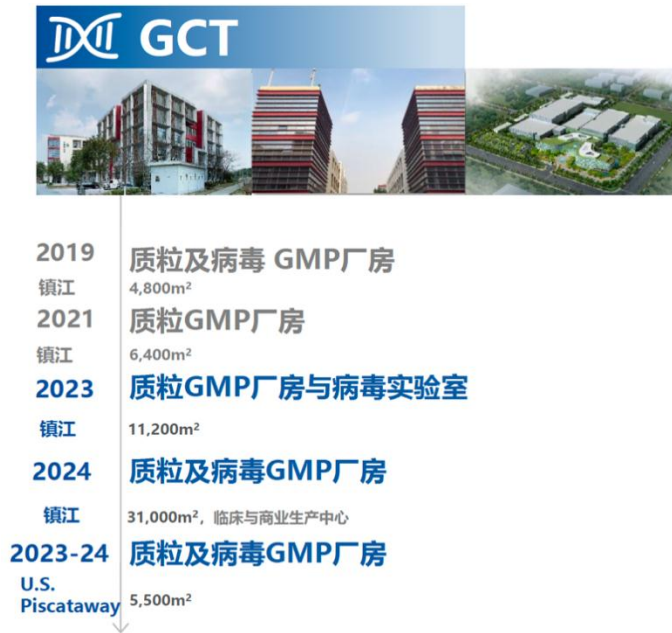 GCT
2019
质粒及病毒 GMP厂房
镇江
4,800m²
2021
质粒GMP厂房
镇江
6,400m²
2023
质粒GMP厂房与病毒实验室
镇江
11,200m²
2024
质粒及病毒GMP厂房
镇江
31,000m²，临床与商业生产中心
2023-24
质粒及病毒GMP厂房
U.S.
Piscataway
5,500m²